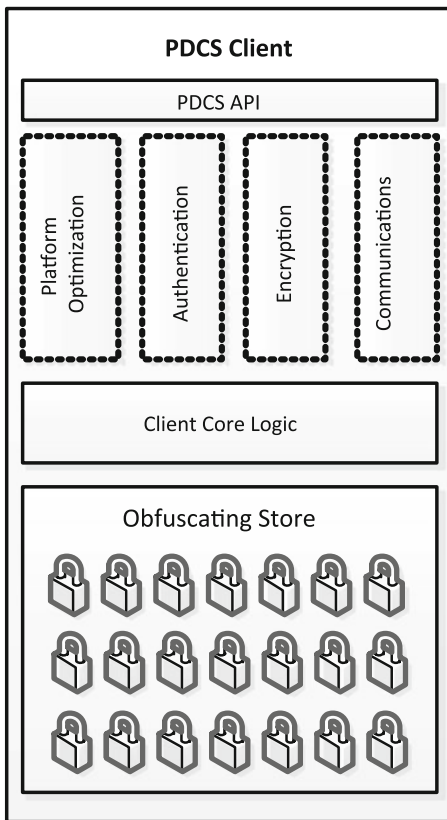 PDCS Client
PDCS API
Platform
Optimization
Authentication
Encryption
Communications
Client Core Logic
Obfuscating Store